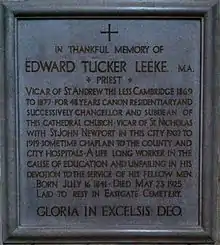 IN THANKFUL MEMORY OF
EDWARD TUCKER LEEKE. M.A.
PRIEST
VICAR OF ST ANDREW THE LESS CAMBRIDGE 1869
TO 1877. FOR 48 YEARS CANON RESIDENTIARY AND
SUCCESSIVELY CHANCELLOR AND SUBDEAN OF
THIS CATHEDRAL CHURCH. VICAR OF ST NICHOLAS
WITH ST JOHN NEWPORT IN THIS CITY 1902 TO
1919 SOMETIME CHAPLAIN TO THE COUNTY AND
CITY HOSPITALS. A LIFE LONG WORKER IN THE
CAUSE OF EDUCATION AND UNFAILING IN HIS
DEVOTION TO THE SERVICE OF HIS FELLOW MEN.
BORN JULY 16 1841. DIED MAY 23 1925.
LAID TO REST IN EASTGATE CEMETERY.
GLORIA IN EXCELSIS DEO.